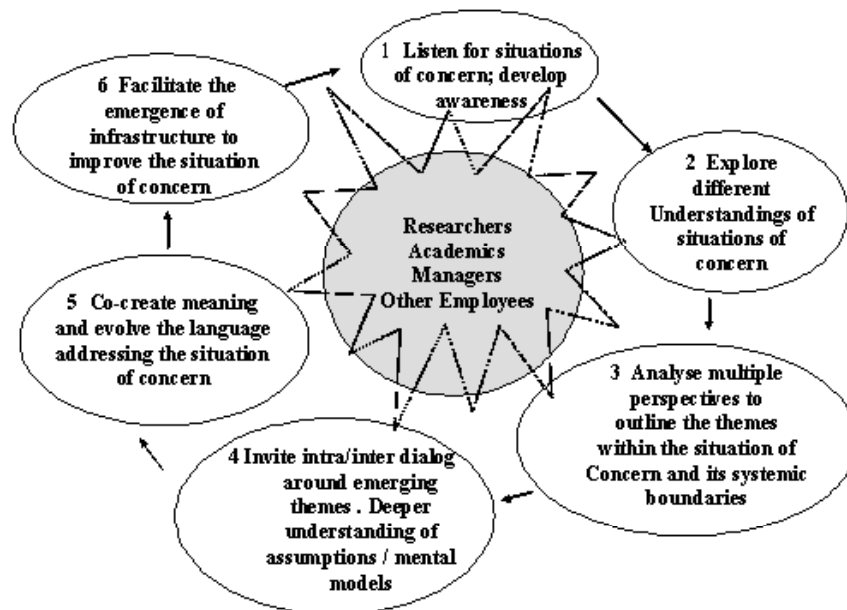 1 Listen for situations
of concern; develop
awareness
2 Explore
different
Understandings of
situations of
concern
3 Analyse multiple
perspectives to
outline the themes
within the situation of
Concern and its systemic
boundaries
4 Invite intra/inter dialog
around emerging
themes . Deeper
understanding of
assumptions / mental
models
5 Co-create meaning
and evolve the language
addressing the situation
of concern
6 Facilitate the
emergence of
infrastructure to
improve the situation
of concern
Researchers
Academics
Managers
Other Employees